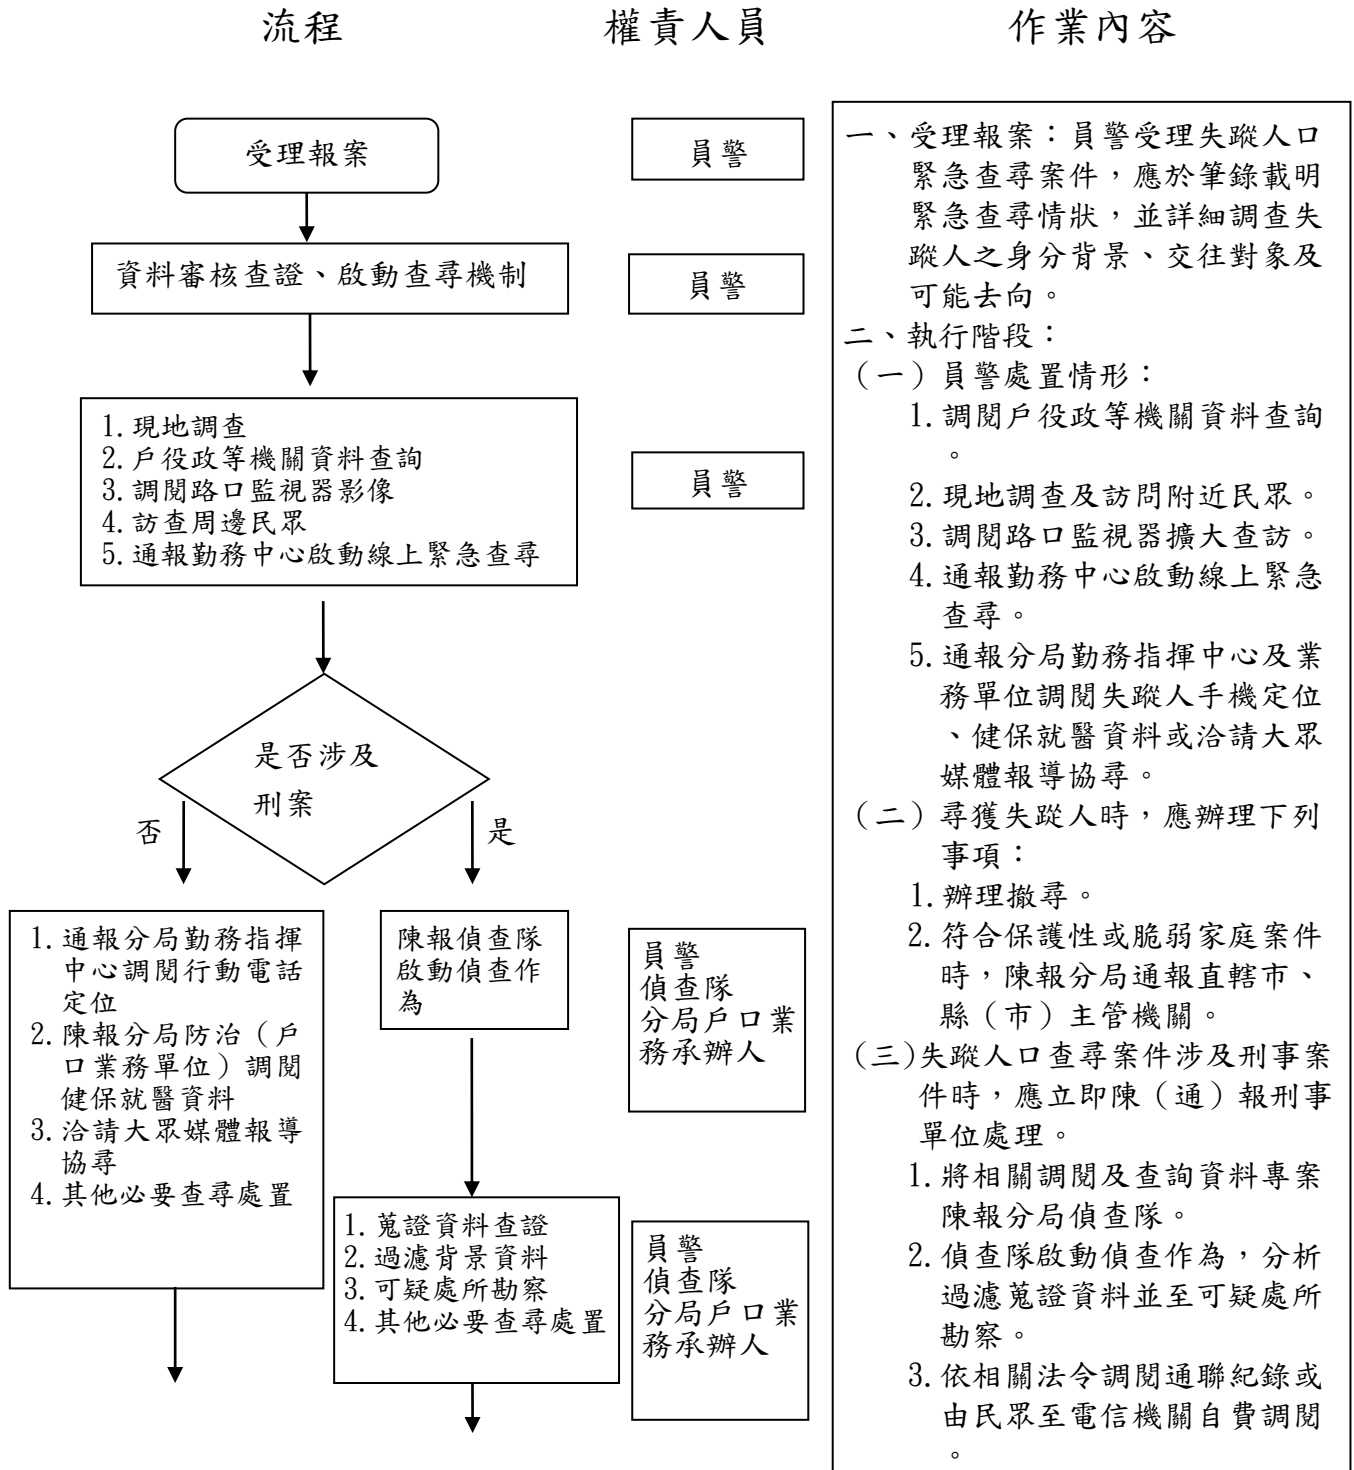 流程
權責人員
作業內容
受理報案
員警
資料審核查證、啟動查尋機制
員警
1.現地調查
2.戶役政等機關資料查詢
3.調閱路口監視器影像
4.訪查周邊民眾
5.通報勤務中心啟動線上緊急查尋
員警
是否涉及
刑案
否
是
1.通報分局勤務指揮
中心調閱行動電話
定位
2.陳報分局防治（戶
口業務單位）調閱
健保就醫資料
3.洽請大眾媒體報導
協尋
4.其他必要查尋處置
陳報偵查隊
啟動偵查作
為
員警
偵查隊
分局戶口業
務承辦人
1.蒐證資料查證
2.過濾背景資料
3.可疑處所勘察
4.其他必要查尋處置
員警
偵查隊
分局戶口業
務承辦人
一、受理報案：員警受理失蹤人口
緊急查尋案件，應於筆錄載明
緊急查尋情狀，並詳細調查失
蹤人之身分背景、交往對象及
可能去向。
二、執行階段：
（一）員警處置情形：
1.調閱戶役政等機關資料查詢
。
2.現地調查及訪問附近民眾。
3.調閱路口監視器擴大查訪。
4.通報勤務中心啟動線上緊急
查尋。
5.通報分局勤務指揮中心及業
務單位調閱失蹤人手機定位
、健保就醫資料或洽請大眾
媒體報導協尋。
（二）尋獲失蹤人時，應辦理下列
事項：
1.辦理撤尋。
2.符合保護性或脆弱家庭案件
時，陳報分局通報直轄市、
縣（市）主管機關。
(三)失蹤人口查尋案件涉及刑事案
件時，應立即陳（通）報刑事
單位處理。
1.將相關調閱及查詢資料專案
陳報分局偵查隊。
2.偵查隊啟動偵查作為，分析
過濾蒐證資料並至可疑處所
勘察。
3.依相關法令調閱通聯紀錄或
由民眾至電信機關自費調閱
。